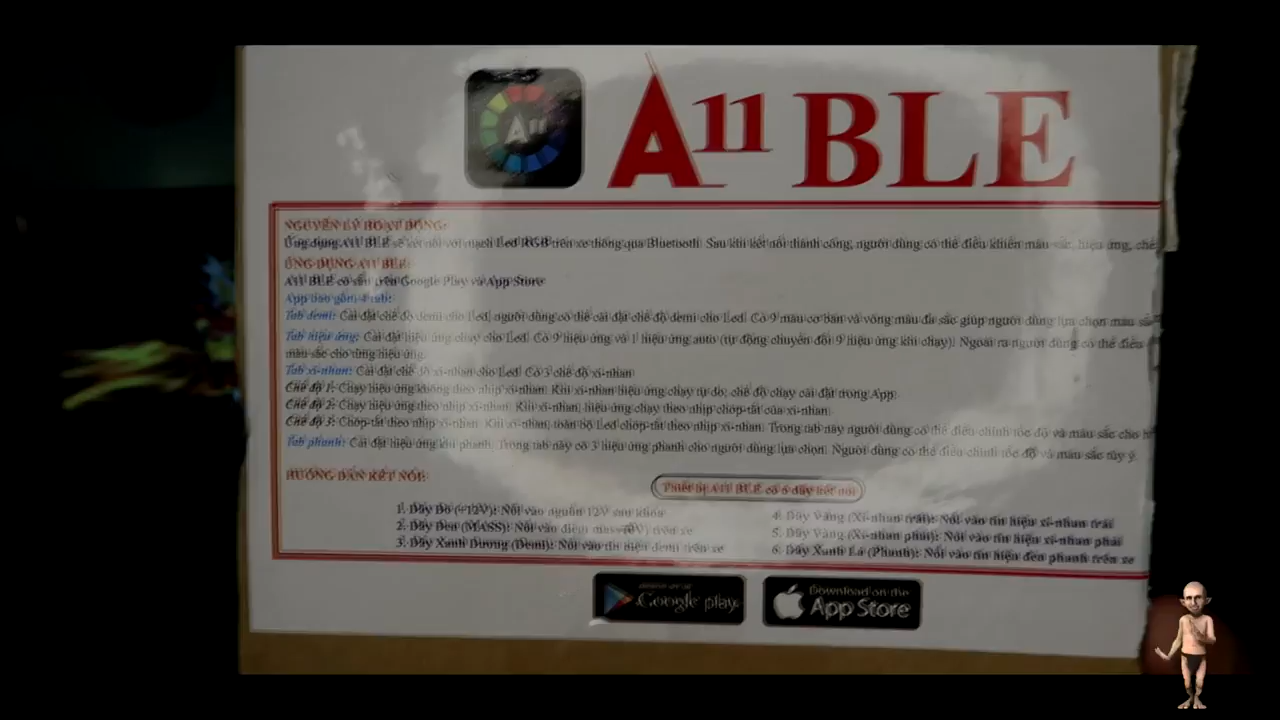 A11
A11 BLE
NGUYÊN LÝ HOẠT ĐỘNG:
Ứng dụng A11 BLE sẽ kết nối với mạch Led RGB trên xe thông qua Bluetooth. Sau khi kết nối thành công, người dùng có thể điều khiển màu sắc, hiệu ứng, chế
ỨNG DỤNG A11 BLE:
A11 BLE có sẵn trên Google Play và App Store
App bao gồm 4 tab:
Tab demi: Cài đặt chế độ demi cho Led, người dùng có thể cài đặt chế độ demi cho Led. Có 9 màu cơ bản và vòng màu đa sắc giúp người dùng lựa chọn màu sắc
Tab hiệu ứng: Cài đặt hiệu ứng chạy cho Led. Có 9 hiệu ứng và 1 hiệu ứng auto (tự động chuyển đổi 9 hiệu ứng khi chạy). Ngoài ra người dùng có thể điều
màu sắc cho từng hiệu ứng.
Tab xi-nhan: Cài đặt chế độ xi-nhan cho Led. Có 3 chế độ xi-nhan
Chế độ 1: Chạy hiệu ứng không theo nhịp xi-nhan. Khi xi-nhan hiệu ứng chạy tự do, chế độ chạy cài đặt trong App.
Chế độ 2: Chạy hiệu ứng theo nhịp xi-nhan. Khi xi-nhan, hiệu ứng chạy theo nhịp chớp-tắt của xi-nhan
Chế độ 3: Chớp-tắt theo nhịp xi-nhan. Khi xi-nhan, toàn bộ Led chớp-tắt theo nhịp xi-nhan. Trong tab này người dùng có thể điều chỉnh tốc độ và màu sắc cho
Tab phanh: Cài đặt hiệu ứng khi phanh. Trong tab này có 3 hiệu ứng phanh cho người dùng lựa chọn. Người dùng có thể điều chỉnh tốc độ và màu sắc tùy ý.
HƯỚNG DẪN KẾT NỐI:
Thiết bị A11 BLE có 6 dây kết nối
1. Dây Đỏ (+12V): Nối vào nguồn 12V sau khóa
2. Dây Đen (MASS): Nối vào điểm mass (0V) trên xe
3. Dây Xanh Dương (Demi): Nối vào tín hiệu demi trên xe
4. Dây Vàng (Xi-nhan trái): Nối vào tín hiệu xi-nhan trái
5. Dây Vàng (Xi-nhan phải): Nối vào tín hiệu xi-nhan phải
6. Dây Xanh Lá (Phanh): Nối vào tín hiệu đèn phanh trên xe
Google play
Download on the
App Store